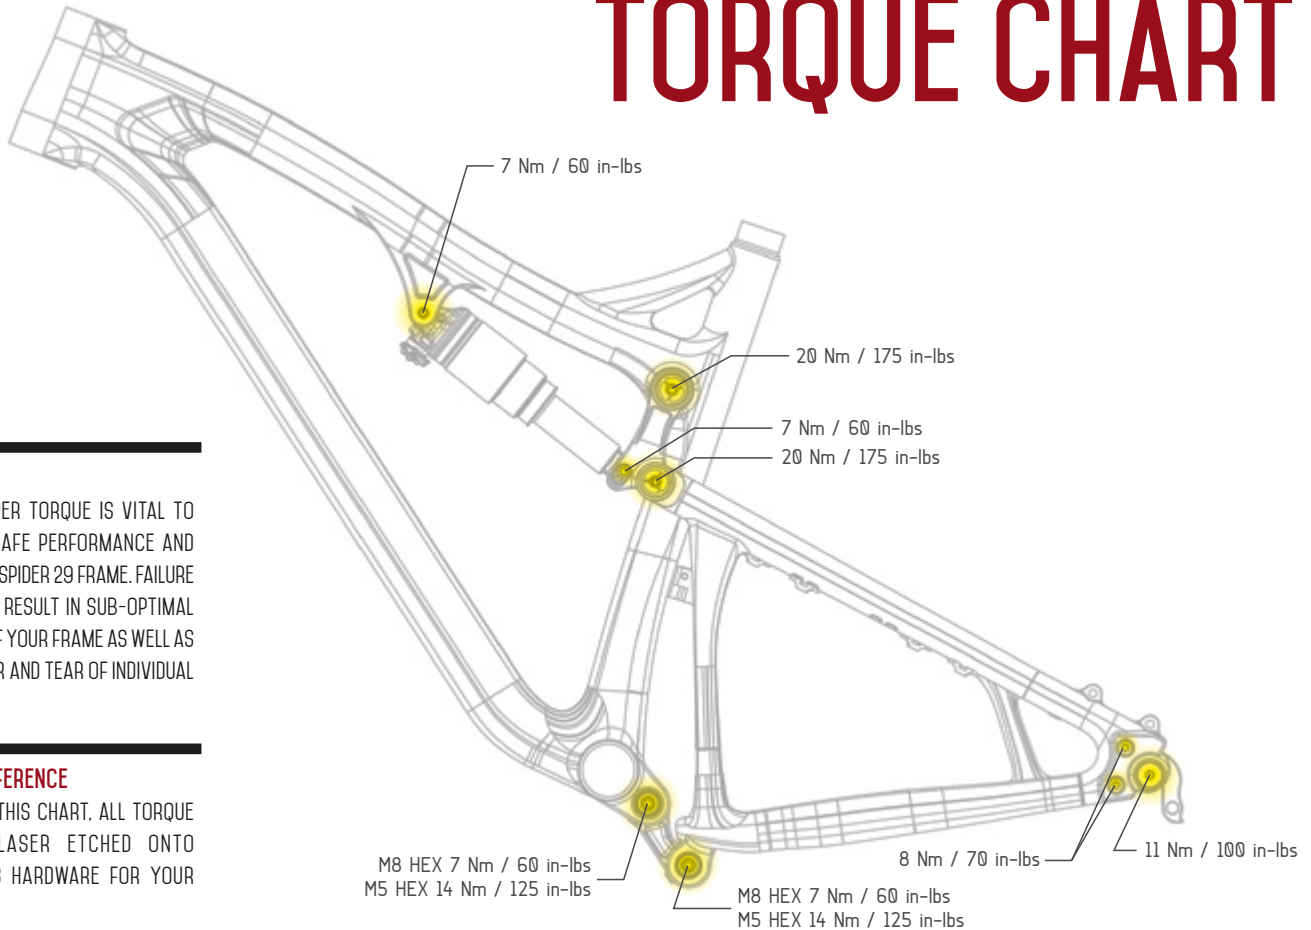 TORQUE CHART
7 Nm / 60 in-lbs
20 Nm / 175 in-lbs
7 Nm / 60 in-lbs
20 Nm / 175 in-lbs
TORQUE IS VITAL TO
PERFORMANCE AND
SPIDER 29 FRAME. FAILURE
RESULT IN SUB-OPTIMAL
YOUR FRAME AS WELL AS
AND TEAR OF INDIVIDUAL
THIS CHART, ALL TORQUE
LASER ETCHED ONTO
HARDWARE FOR YOUR
M8 HEX 7 Nm / 60 in-lbs
M5 HEX 14 Nm / 125 in-lbs
M8 HEX 7 Nm / 60 in-lbs
M5 HEX 14 Nm / 125 in-lbs
8 Nm / 70 in-lbs
11 Nm / 100 in-lbs